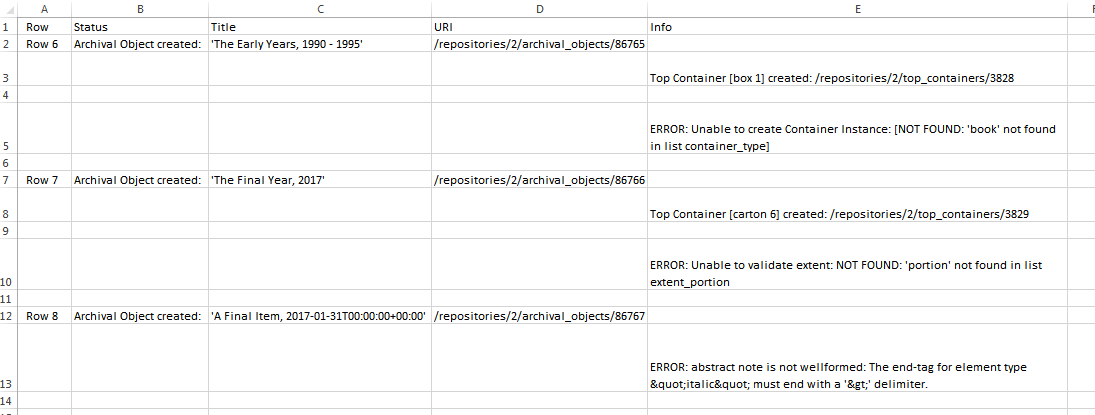 A B C D E F
1 Row Status Title URI Info
2 Row 6 Archival Object created: 'The Early Years, 1990 - 1995' /repositories/2/archival_objects/86765
3 Top Container [box 1] created: /repositories/2/top_containers/3828
4
ERROR: Unable to create Container Instance: [NOT FOUND: 'book' not found
5 in list container_type]
6
7 Row 7 Archival Object created: 'The Final Year, 2017' /repositories/2/archival_objects/86766
8 Top Container [carton 6] created: /repositories/2/top_containers/3829
9
ERROR: Unable to validate extent: NOT FOUND: 'portion' not found in list
10 extent_portion
11
12 Row 8 Archival Object created: 'A Final Item, 2017-01-31T00:00:00+00:00' /repositories/2/archival_objects/86767
ERROR: abstract note is not wellformed: The end-tag for element type
13 &quot;italic&quot; must end with a '&gt;' delimiter.
14